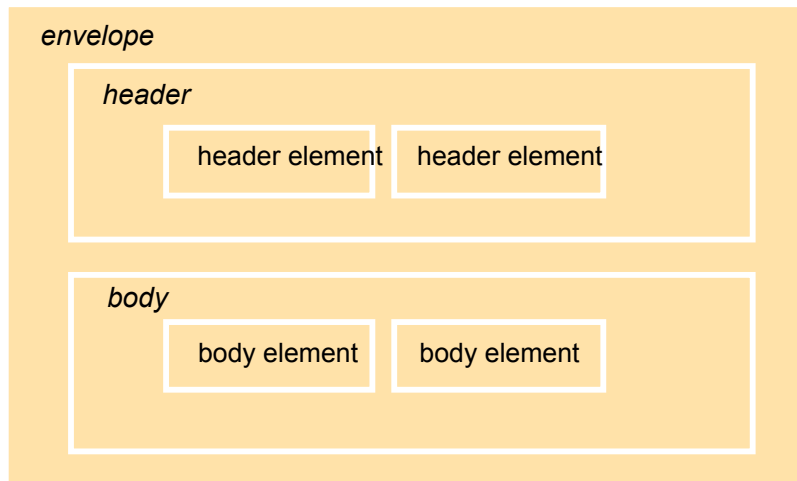 envelope
header
header element header element
body
body element body element